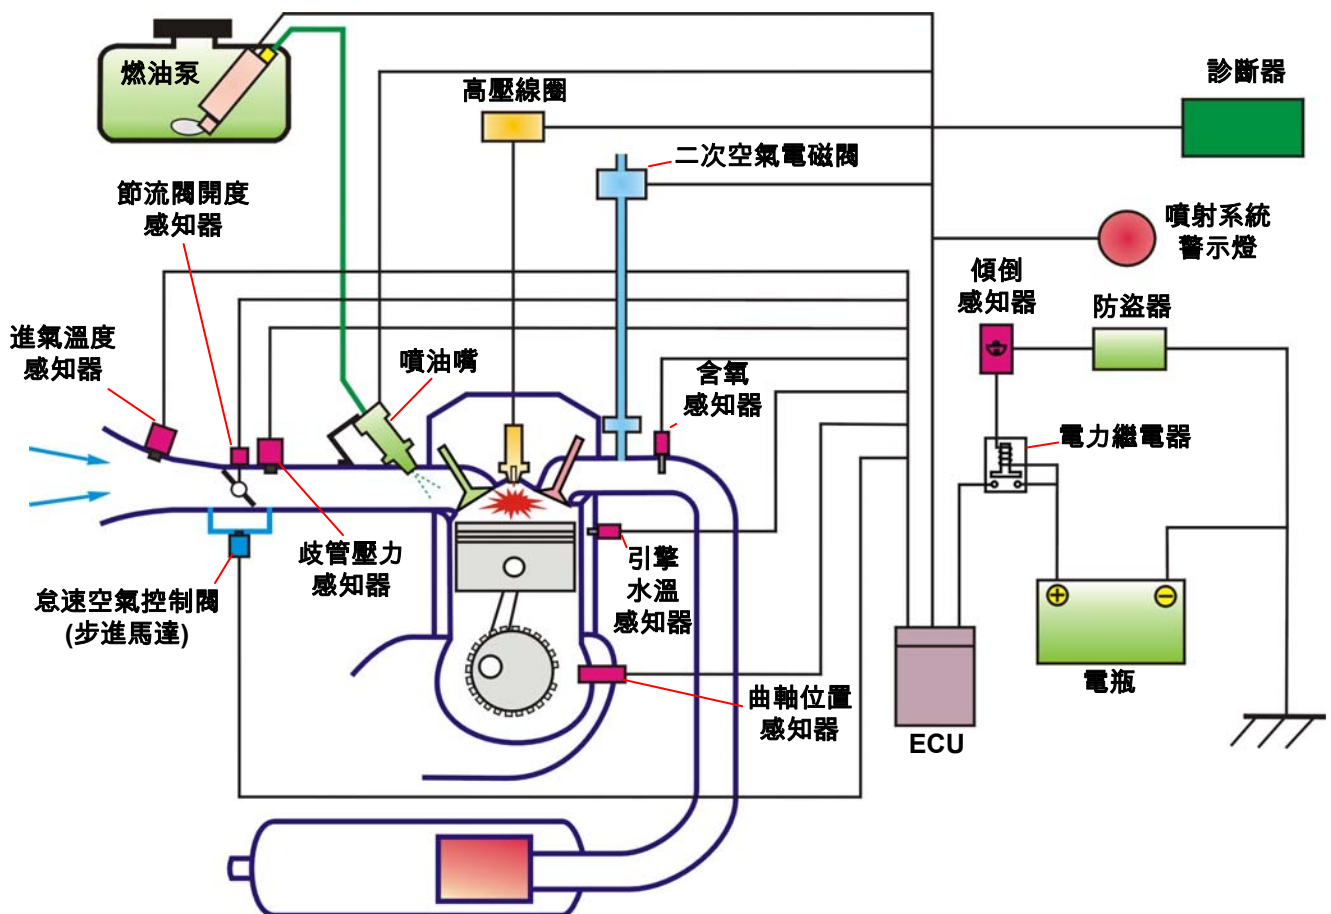 燃油泵
高壓線圈
診斷器
二次空氣電磁閥
節流閥開度
感知器
噴射系統
警示燈
傾倒
感知器
防盜器
進氣溫度
感知器
噴油嘴
含氧
感知器
電力繼電器
歧管壓力
感知器
引擎
水溫
感知器
怠速空氣控制閥
(步進馬達)
曲軸位置
感知器
電瓶
ECU